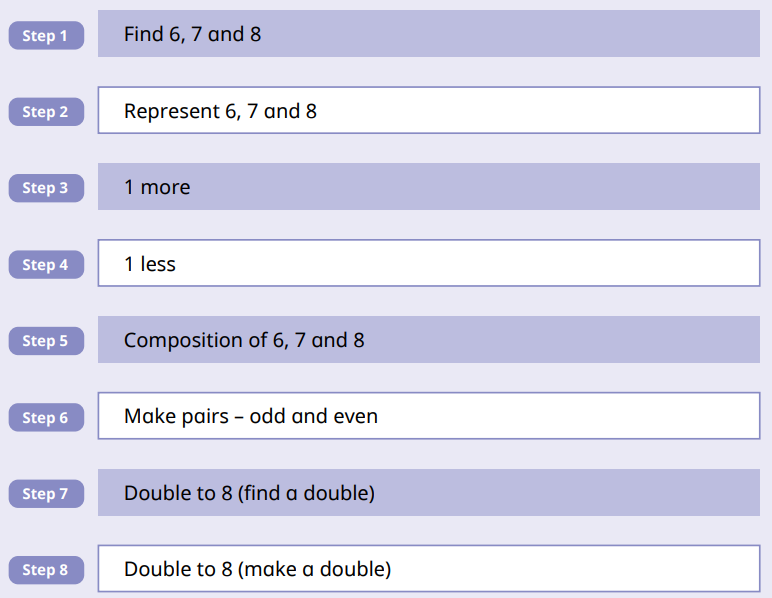 Step 1 Find 6, 7 and 8
Step 2 Represent 6, 7 and 8
Step 3 1 more
Step 4 1 less
Step 5 Composition of 6, 7 and 8
Step 6 Make pairs – odd and even
Step 7 Double to 8 (find a double)
Step 8 Double to 8 (make a double)